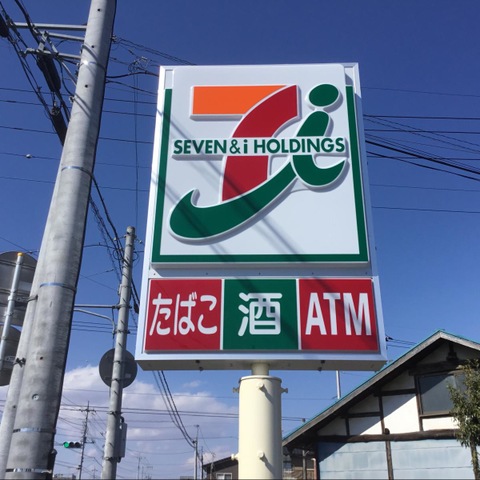 SEVEN & i HOLDINGS
たばこ 酒 ATM